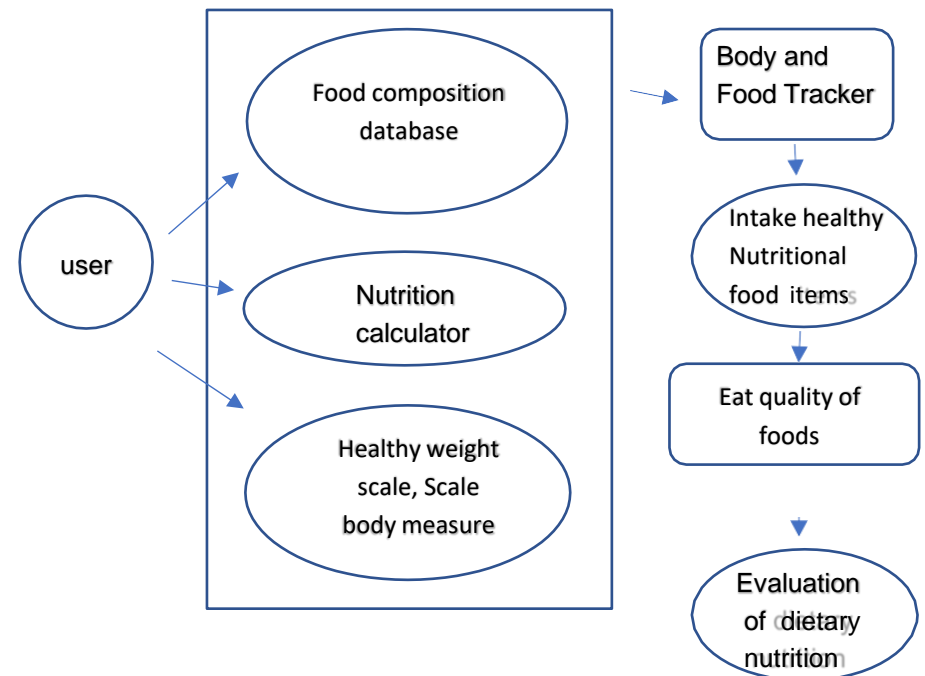 user
Food composition
database
Nutrition
calculator
Healthy weight
scale, Scale
body measure
Body and
Food Tracker
Intake healthy
Nutritional
food items
Eat quality of
foods
Evaluation
of dietary
nutrition